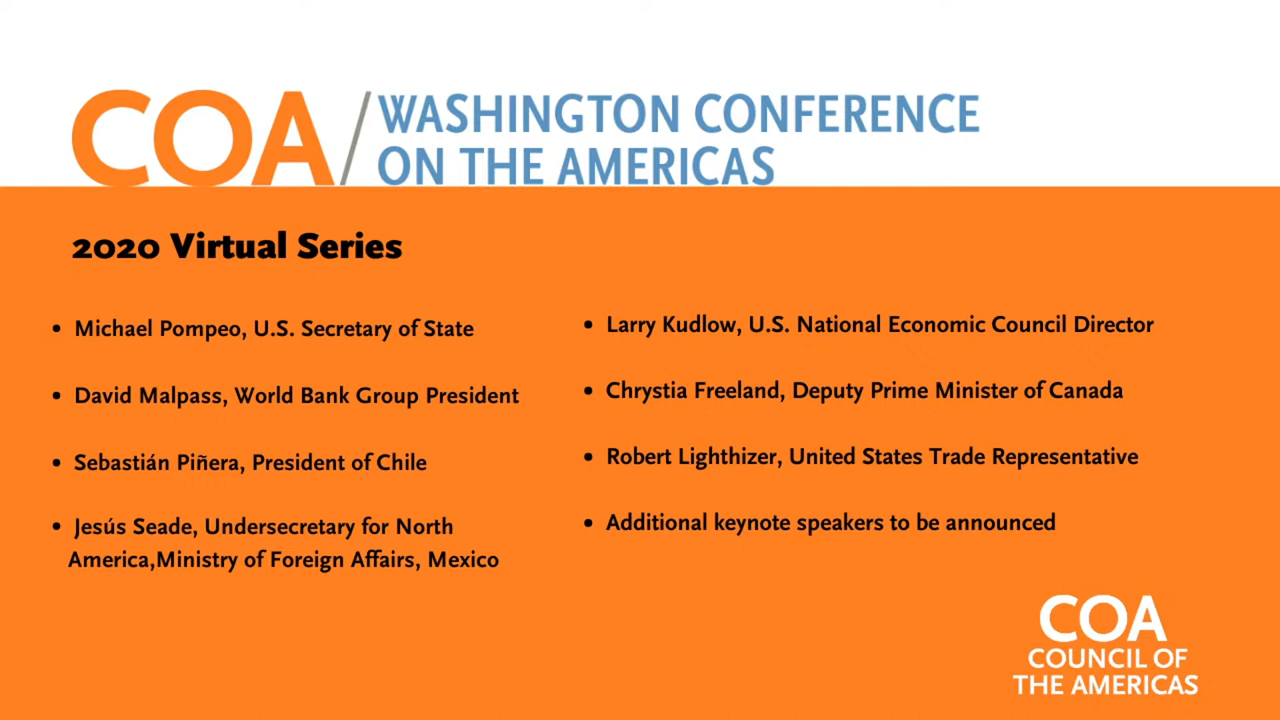 COA/WASHINGTON CONFERENCE
ON THE AMERICAS
2020 Virtual Series
• Michael Pompeo, U.S. Secretary of State
• David Malpass, World Bank Group President
• Sebastián Piñera, President of Chile
• Jesús Seade, Undersecretary for North
America,Ministry of Foreign Affairs, Mexico
• Larry Kudlow, U.S. National Economic Council Director
• Chrystia Freeland, Deputy Prime Minister of Canada
• Robert Lighthizer, United States Trade Representative
• Additional keynote speakers to be announced
COA
COUNCIL OF
THE AMERICAS